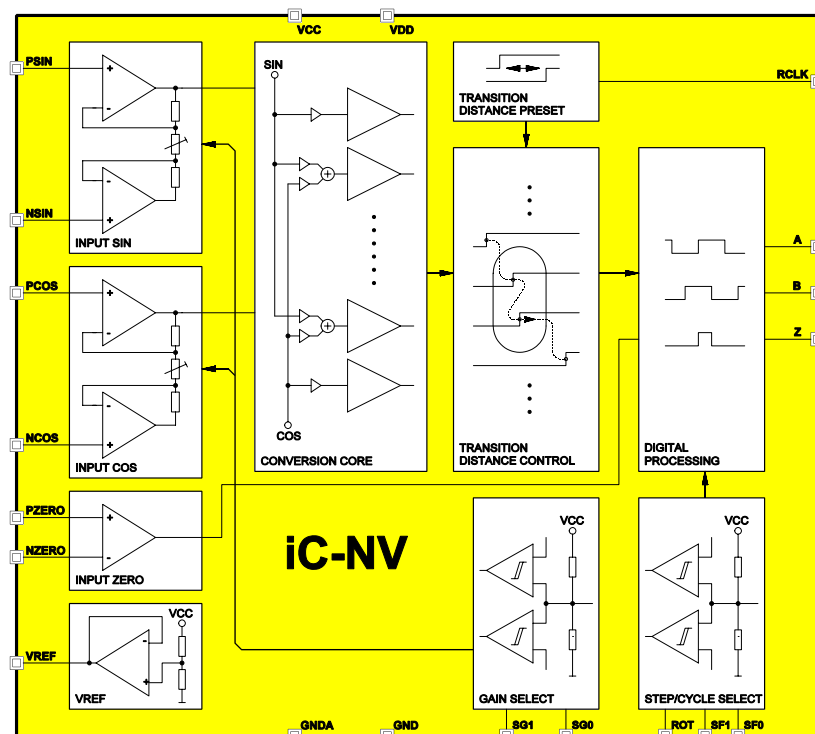 VCC
VDD
PSIN
NSIN
INPUT SIN
SIN
COS
CONVERSION CORE
TRANSITION
DISTANCE PRESET
RCLK
TRANSITION
DISTANCE CONTROL
DIGITAL
PROCESSING
A
B
Z
PCOS
NCOS
INPUT COS
PZERO
NZERO
INPUT ZERO
iC-NV
VCC
VREF
VREF
VCC
GAIN SELECT
VCC
STEP/CYCLE SELECT
GNDA
GND
SG1
SG0
ROT
SF1
SF0